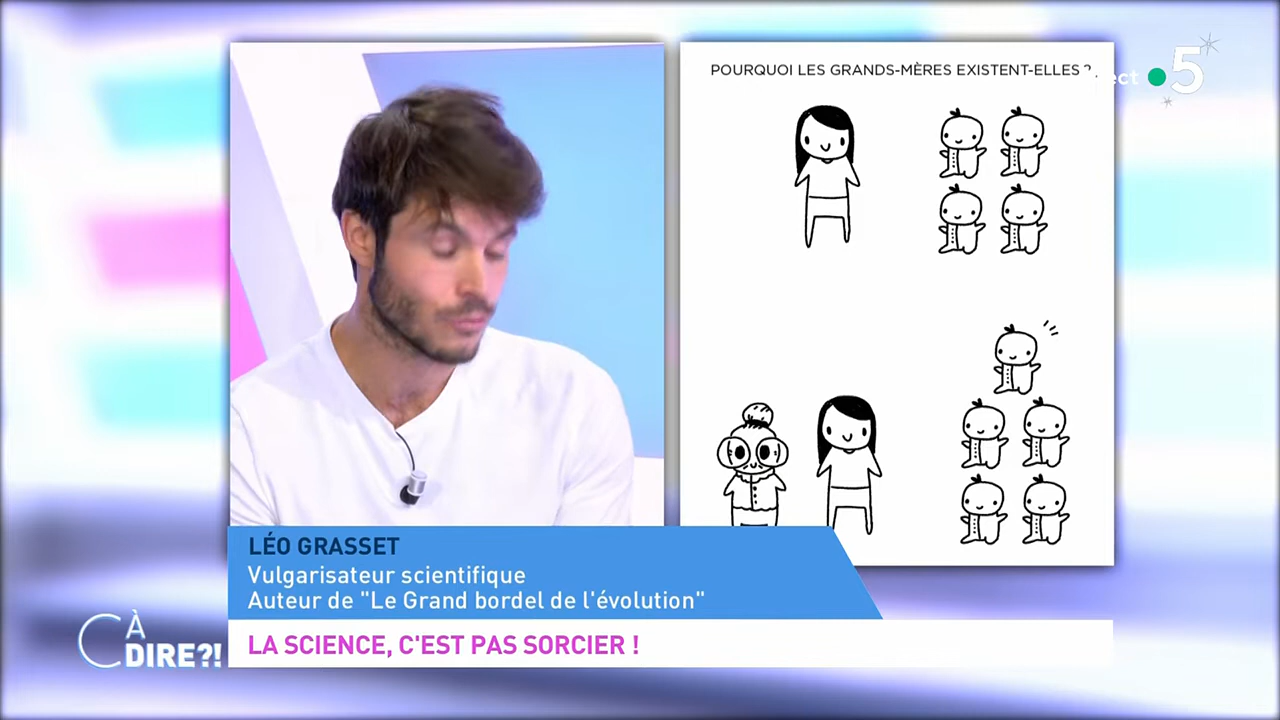 POURQUOI LES GRANDS-MÈRES EXISTENT-ELLES ?
ect 5
LÉO GRASSET
Vulgarisateur scientifique
Auteur de "Le Grand bordel de l'évolution"
C À DIRE?!
LA SCIENCE, C'EST PAS SORCIER !